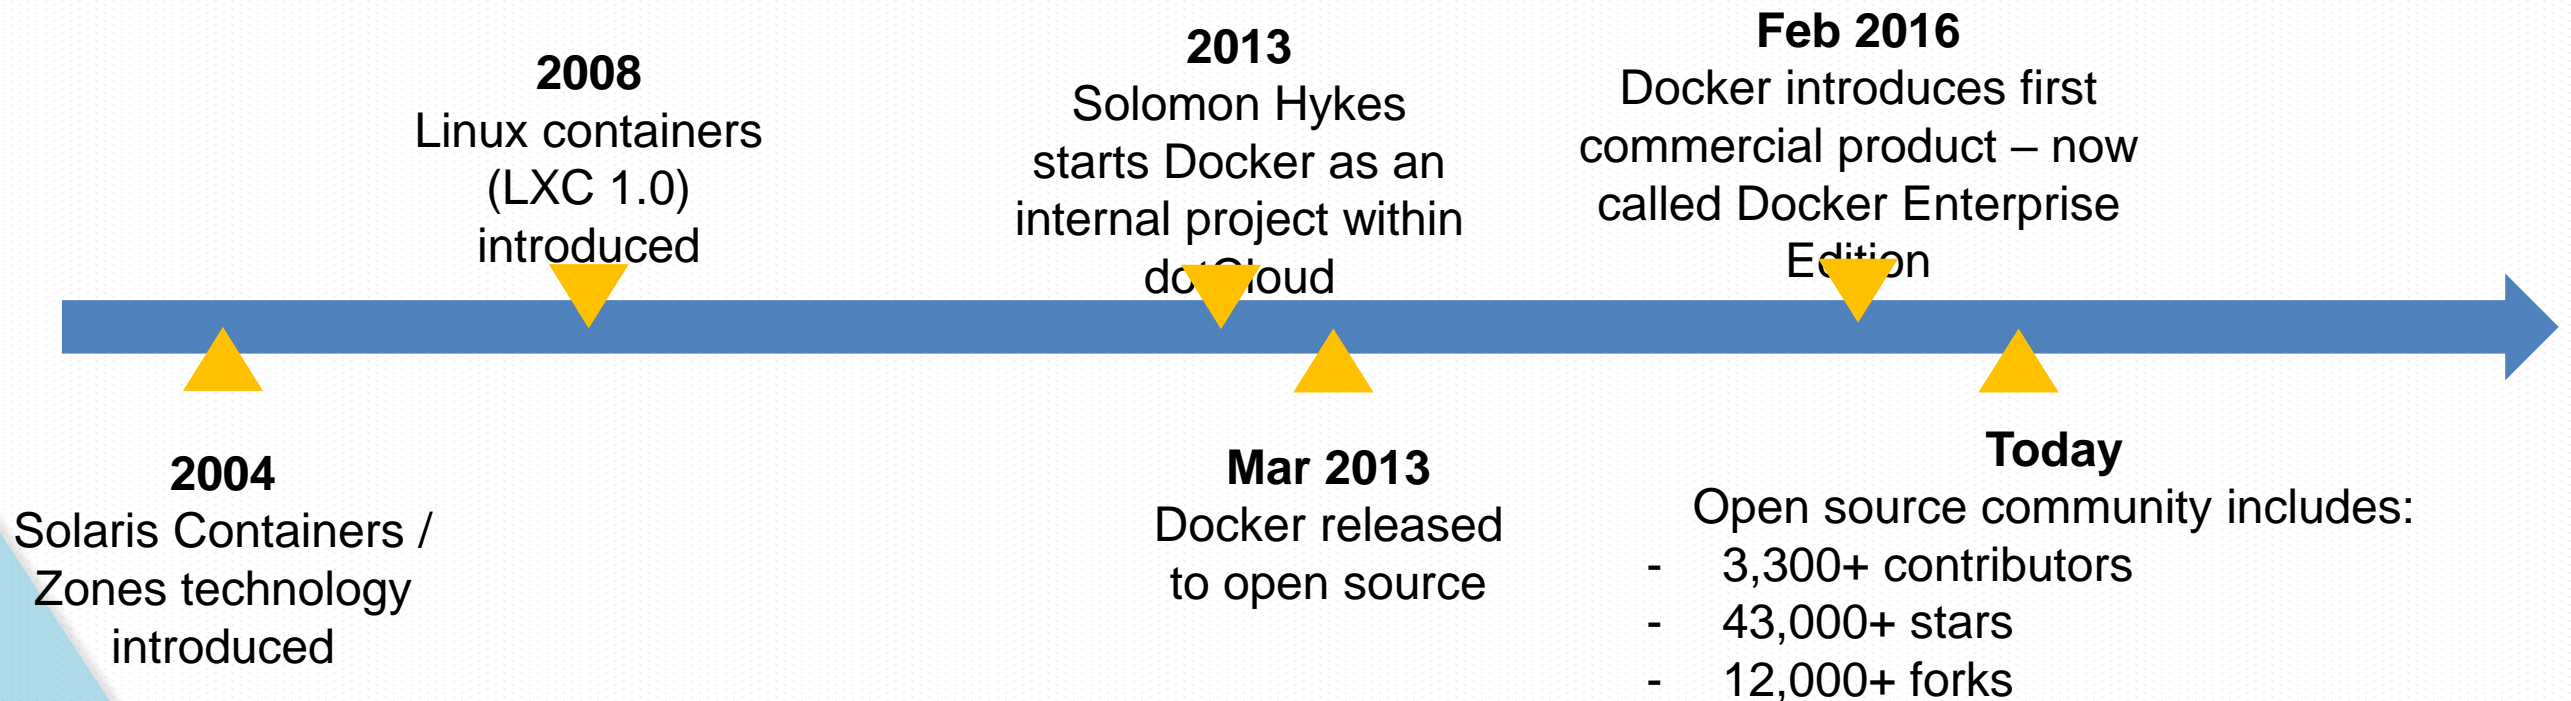 2008
Linux containers
(LXC 1.0)
introduced
2013
Solomon Hykes
starts Docker as an
internal project within
dotCloud
Feb 2016
Docker introduces first
commercial product – now
called Docker Enterprise
Edition
2004
Solaris Containers /
Zones technology
introduced
Mar 2013
Docker released
to open source
Today
Open source community includes:
- 3,300+ contributors
- 43,000+ stars
- 12,000+ forks